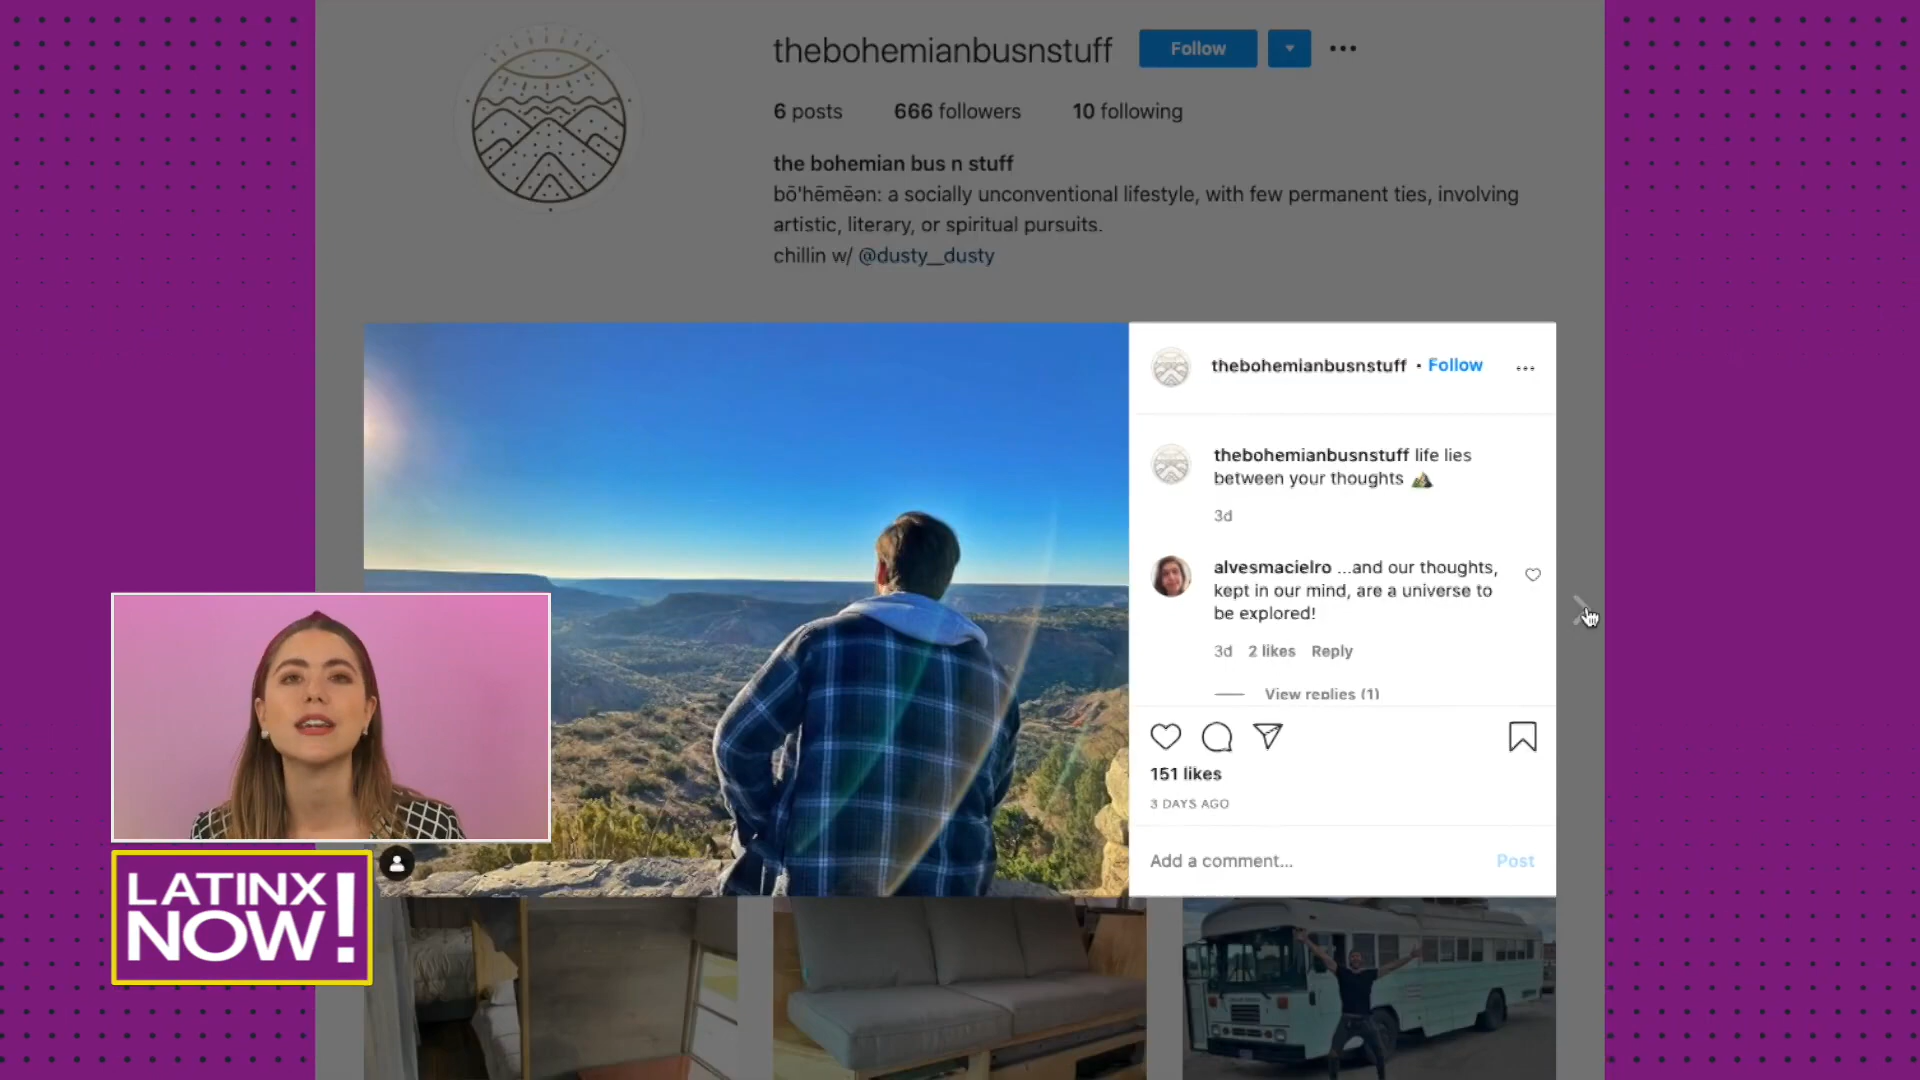 thebohemianbusnstuff Follow
6 posts 666 followers 10 following
the bohemian bus n stuff
bō'hēmēən: a socially unconventional lifestyle, with few permanent ties, involving
artistic, literary, or spiritual pursuits.
chillin w/ @dusty__dusty
thebohemianbusnstuff • Follow
thebohemianbusnstuff life lies
between your thoughts
3d
alvesmacielro ...and our thoughts,
kept in our mind, are a universe to
be explored!
3d 2 likes Reply
View replies (1)
151 likes
3 DAYS AGO
Add a comment... Post
LATINX
NOW!